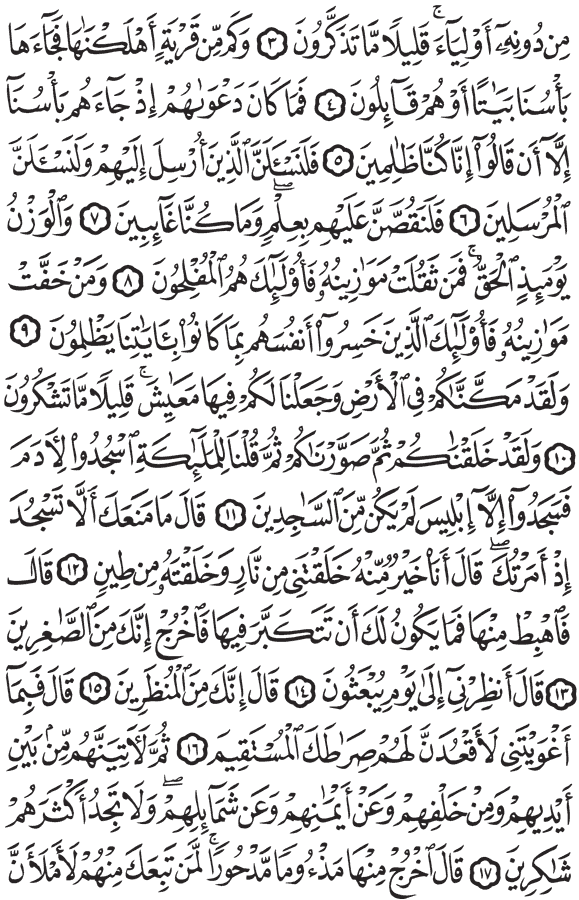 مِن دُونِهِۦٓ أَوْلِيَآءَۗ قَلِيلًا مَّا تَذَكَّرُونَ ٣ وَكَم مِّن قَرْيَةٍ أَهْلَكْنَٰهَا فَجَآءَهَا
بَأْسُنَا بَيَٰتًا أَوْ هُمْ قَآئِلُونَ ٤ فَمَا كَانَ دَعْوَىٰهُمْ إِذْ جَآءَهُم بَأْسُنَآ
إِلَّآ أَن قَالُوٓا۟ إِنَّا كُنَّا ظَٰلِمِينَ ٥ فَلَنَسْـَٔلَنَّ ٱلَّذِينَ أُرْسِلَ إِلَيْهِمْ وَلَنَسْـَٔلَنَّ
ٱلْمُرْسَلِينَ ٦ فَلَنَقُصَّنَّ عَلَيْهِم بِعِلْمٍۖ وَمَا كُنَّا غَآئِبِينَ ٧ وَٱلْوَزْنُ
يَوْمَئِذٍ ٱلْحَقُّۚ فَمَن ثَقُلَتْ مَوَٰزِينُهُۥ فَأُو۟لَٰٓئِكَ هُمُ ٱلْمُفْلِحُونَ ٨ وَمَنْ خَفَّتْ
مَوَٰزِينُهُۥ فَأُو۟لَٰٓئِكَ ٱلَّذِينَ خَسِرُوٓا۟ أَنفُسَهُم بِمَا كَانُوا۟ بِـَٔايَٰتِنَا يَظْلِمُونَ ٩
وَلَقَدْ مَكَّنَّٰكُمْ فِى ٱلْأَرْضِ وَجَعَلْنَا لَكُمْ فِيهَا مَعَٰيِشَۗ قَلِيلًا مَّا تَشْكُرُونَ
١٠ وَلَقَدْ خَلَقْنَٰكُمْ ثُمَّ صَوَّرْنَٰكُمْ ثُمَّ قُلْنَا لِلْمَلَٰٓئِكَةِ ٱسْجُدُوا۟ لِـَٔادَمَ
فَسَجَدُوٓا۟ إِلَّآ إِبْلِيسَ لَمْ يَكُن مِّنَ ٱلسَّٰجِدِينَ ١١ قَالَ مَا مَنَعَكَ أَلَّا تَسْجُدَ
إِذْ أَمَرْتُكَۖ قَالَ أَنَا۠ خَيْرٌ مِّنْهُ خَلَقْتَنِى مِن نَّارٍ وَخَلَقْتَهُۥ مِن طِينٍ ١٢ قَالَ
فَٱهْبِطْ مِنْهَا فَمَا يَكُونُ لَكَ أَن تَتَكَبَّرَ فِيهَا فَٱخْرُجْ إِنَّكَ مِنَ ٱلصَّٰغِرِينَ
١٣ قَالَ أَنظِرْنِىٓ إِلَىٰ يَوْمِ يُبْعَثُونَ ١٤ قَالَ إِنَّكَ مِنَ ٱلْمُنظَرِينَ ١٥ قَالَ فَبِمَآ
أَغْوَيْتَنِى لَأَقْعُدَنَّ لَهُمْ صِرَٰطَكَ ٱلْمُسْتَقِيمَ ١٦ ثُمَّ لَـَٔاتِيَنَّهُم مِّنۢ بَيْنِ
أَيْدِيهِمْ وَمِنْ خَلْفِهِمْ وَعَنْ أَيْمَٰنِهِمْ وَعَن شَمَآئِلِهِمْۖ وَلَا تَجِدُ أَكْثَرَهُمْ
شَٰكِرِينَ ١٧ قَالَ ٱخْرُجْ مِنْهَا مَذْءُومًا مَّدْحُورًاۖ لَّمَن تَبِعَكَ مِنْهُمْ لَأَمْلَأَنَّ